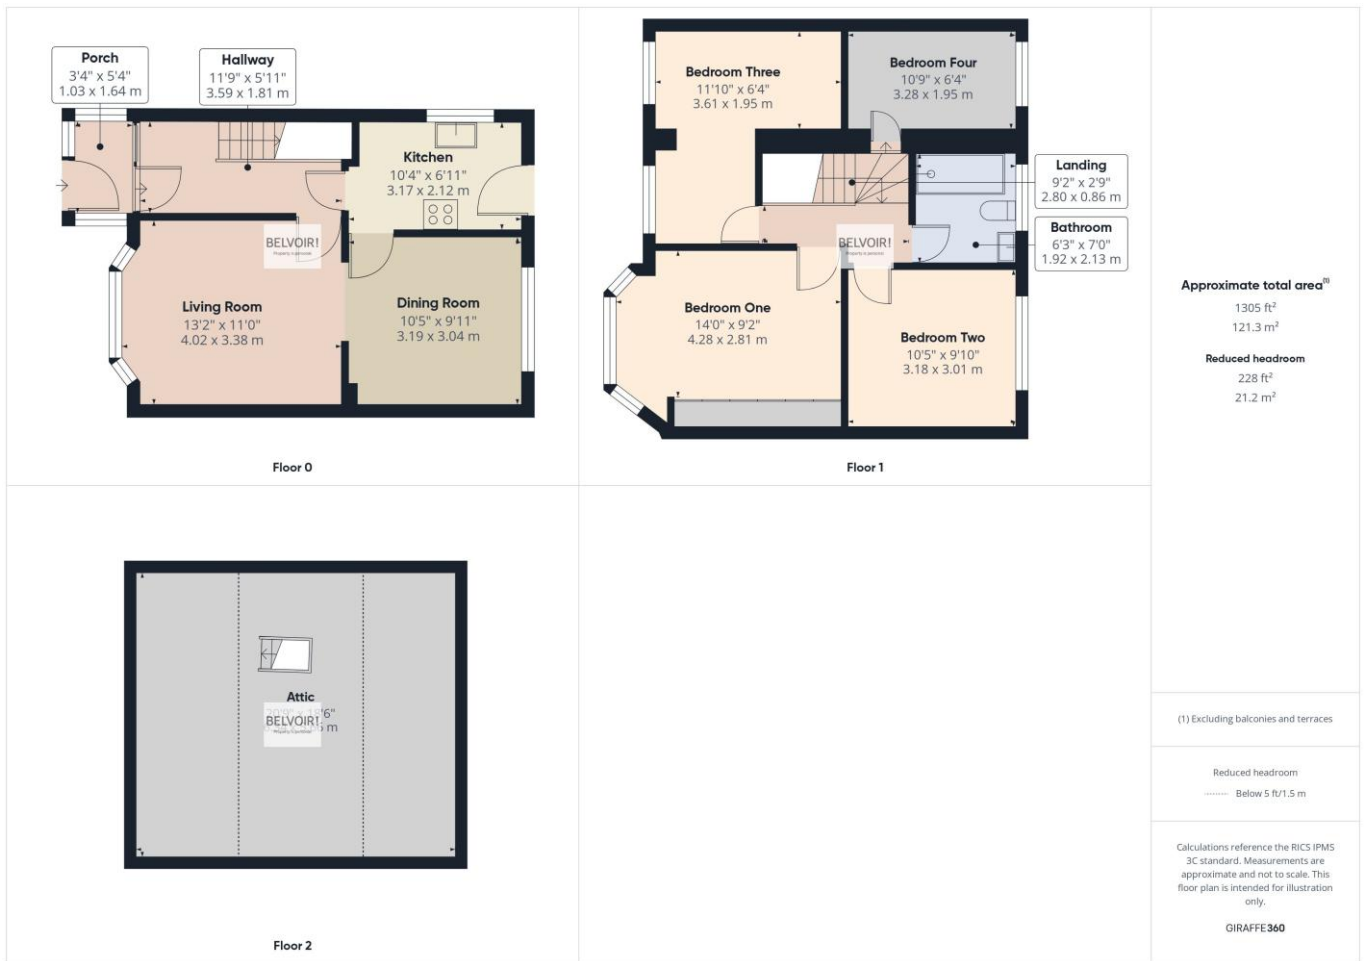 Porch
3'4" x 5'4"
1.03 x 1.64 m
Hallway
11'9" x 5'11"
3.59 x 1.81 m
Kitchen
10'4" x 6'11"
3.17 x 2.12 m
BELVOIR!
Living Room
13'2" x 11'0"
4.02 x 3.38 m
Dining Room
10'5" x 9'11"
3.19 x 3.04 m
Floor 0
Bedroom Three
11'10" x 6'4"
3.61 x 1.95 m
Bedroom Four
10'9" x 6'4"
3.28 x 1.95 m
Landing
9'2" x 2'9"
2.80 x 0.86 m
Bathroom
6'3" x 7'0"
1.92 x 2.13 m
BELVOIR!
Bedroom One
14'0" x 9'2"
4.28 x 2.81 m
Bedroom Two
10'5" x 9'10"
3.18 x 3.01 m
Floor 1
Attic
BELVOIR!
Floor 2
Approximate total area(1)
1305 ft²
121.3 m²
Reduced headroom
228 ft²
21.2 m²
(1) Excluding balconies and terraces
Reduced headroom
Below 5 ft/1.5 m
Calculations reference the RICS IPMS
3C standard. Measurements are
approximate and not to scale. This
floor plan is intended for illustration
only.
GIRAFFE360